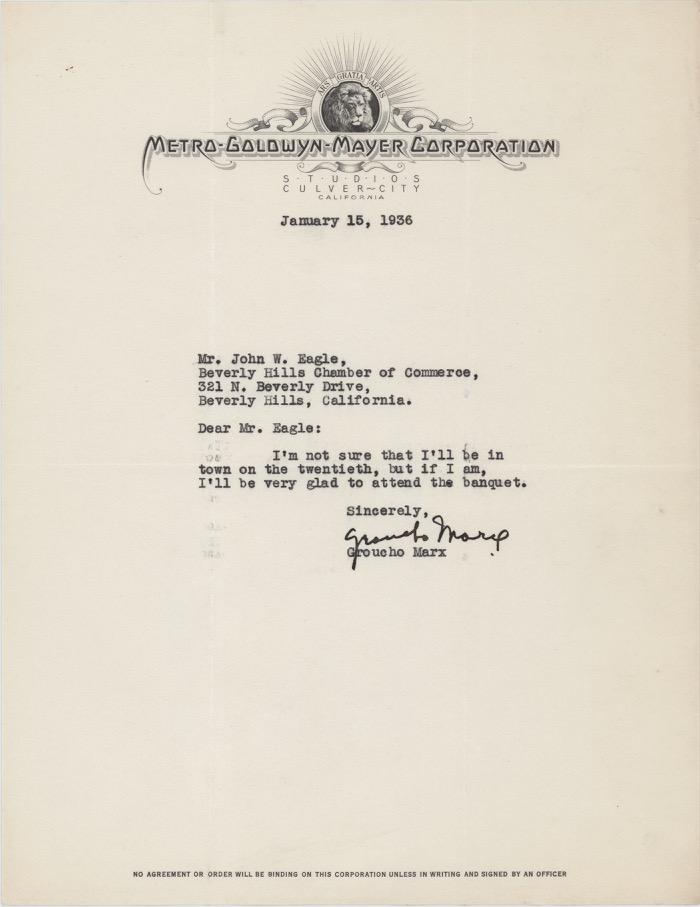 ARS GRATIA ARTIS
METRO-GOLDWYN-MAYER CORPORATION
S·T·U·D·I·O·S
CULVER~CITY
CALIFORNIA
January 15, 1936
Mr. John W. Eagle,
Beverly Hills Chamber of Commerce,
321 N. Beverly Drive,
Beverly Hills, California.
Dear Mr. Eagle:
I'm not sure that I'll be in
town on the twentieth, but if I am,
I'll be very glad to attend the banquet.
Sincerely,
Groucho Marx
Groucho Marx
NO AGREEMENT OR ORDER WILL BE BINDING ON THIS CORPORATION UNLESS IN WRITING AND SIGNED BY AN OFFICER